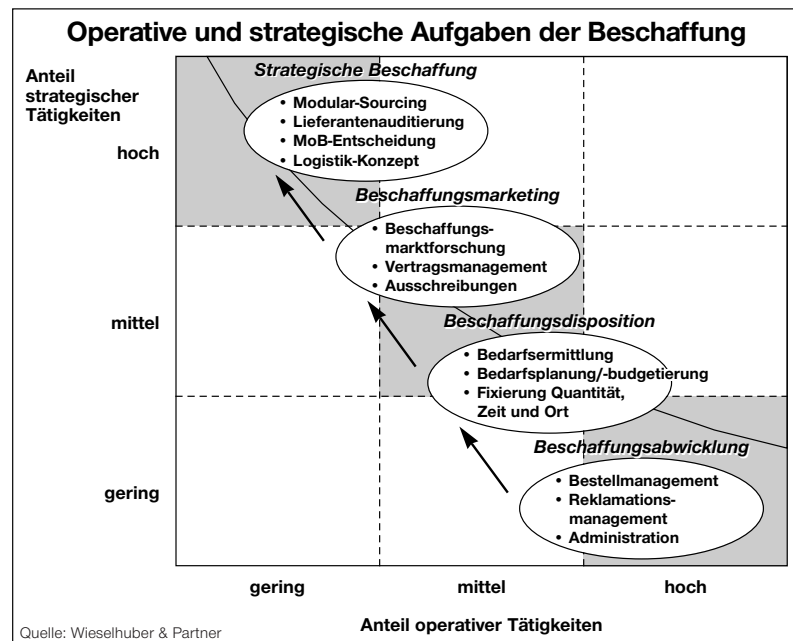 Operative und strategische Aufgaben der Beschaffung
Anteil
strategischer
Tätigkeiten
hoch
mittel
gering
Strategische Beschaffung
• Modular-Sourcing
• Lieferantenauditierung
• MoB-Entscheidung
• Logistik-Konzept
Beschaffungsmarketing
• Beschaffungs-
marktforschung
• Vertragsmanagement
• Ausschreibungen
Beschaffungsdisposition
• Bedarfsermittlung
• Bedarfsplanung/-budgetierung
• Fixierung Quantität,
Zeit und Ort
Beschaffungsabwicklung
• Bestellmanagement
• Reklamations-
management
• Administration
gering
mittel
hoch
Anteil operativer Tätigkeiten
Quelle: Wieselhuber & Partner